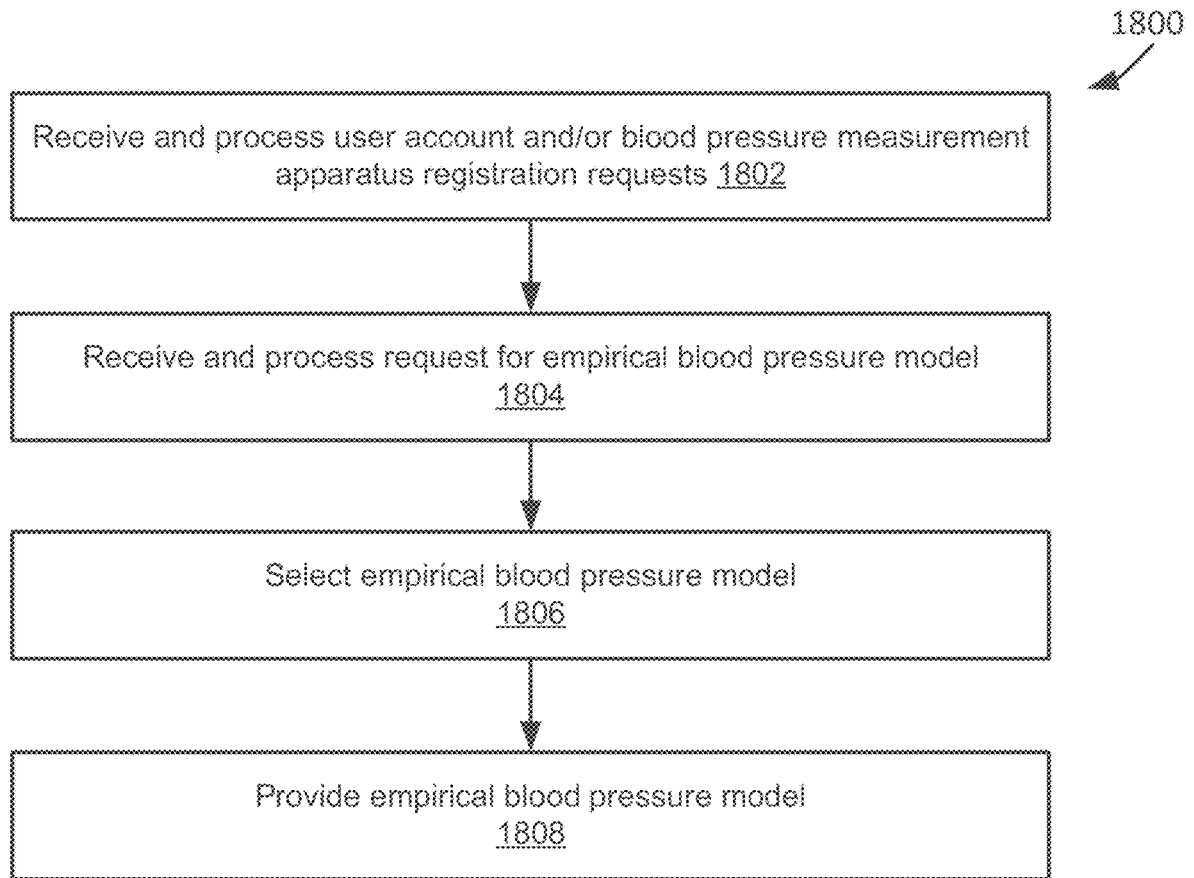 1800
Receive and process user account and/or blood pressure measurement
apparatus registration requests 1802
Receive and process request for empirical blood pressure model
1804
Select empirical blood pressure model
1806
Provide empirical blood pressure model
1808